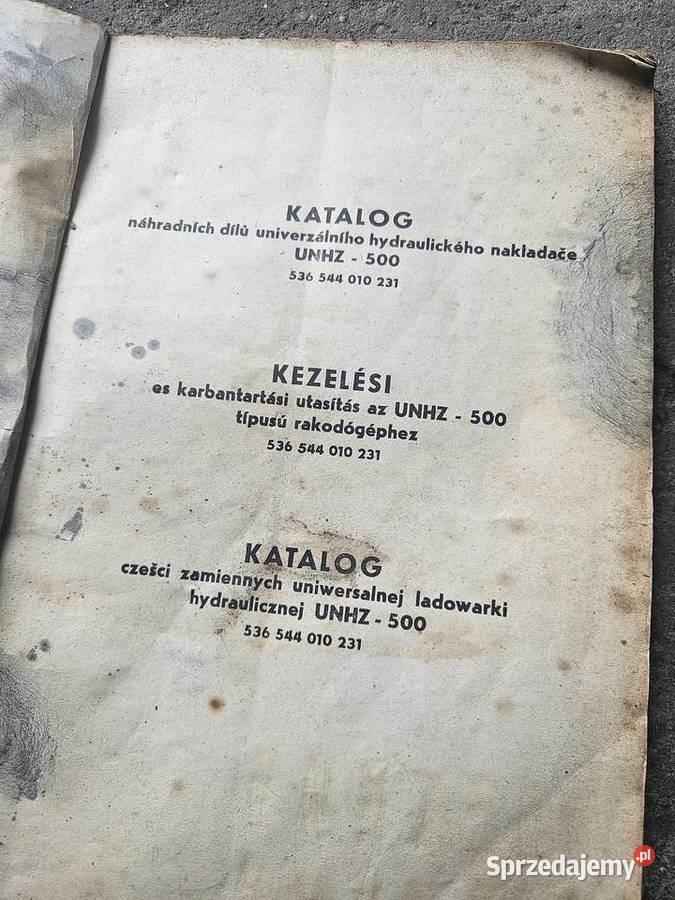 KATALOG
náhradních dílů univerzálního hydraulického nakladače
UNHZ - 500
536 544 010 231
KEZELÉSI
es karbantartási utasítás az UNHZ - 500
típusú rakodógéphez
536 544 010 231
KATALOG
cześci zamiennych uniwersalnej ladowarki
hydraulicznej UNHZ - 500
536 544 010 231
Sprzedajemy.pl